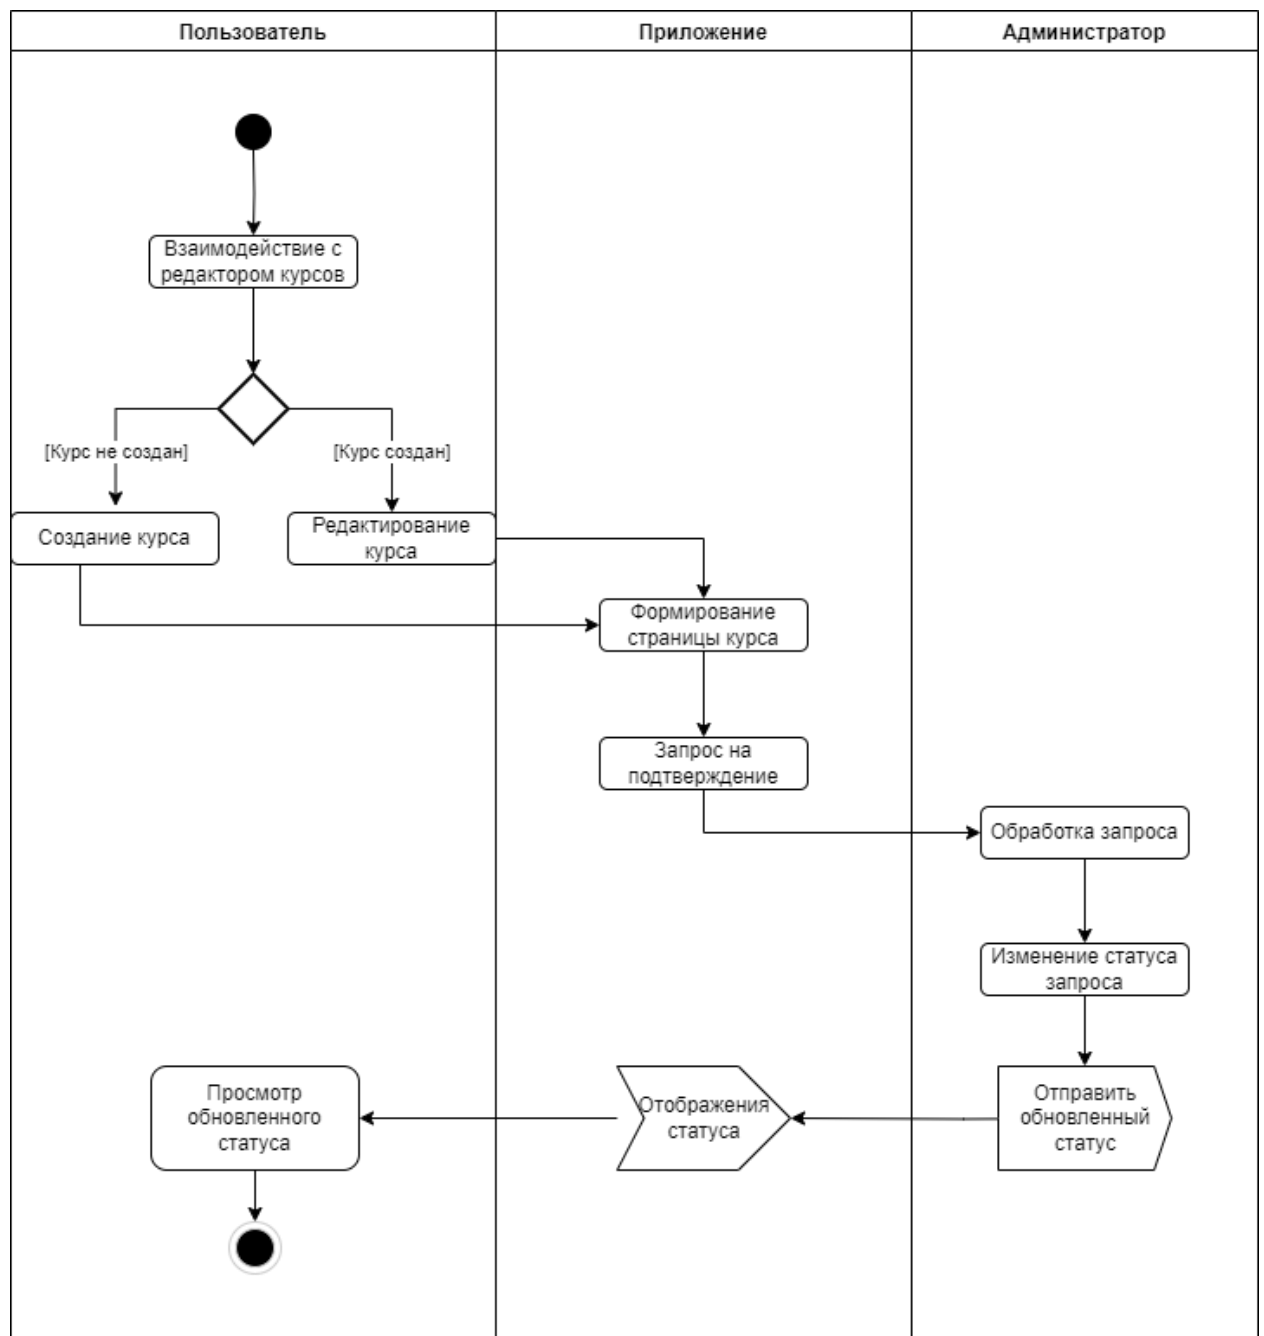 Пользователь
Приложение
Администратор
Взаимодействие с
редактором курсов
[Курс не создан]
[Курс создан]
Создание курса
Редактирование
курса
Формирование
страницы курса
Запрос на
подтверждение
Обработка запроса
Изменение статуса
запроса
Просмотр
обновленного
статуса
Отображения
статуса
Отправить
обновленный
статус